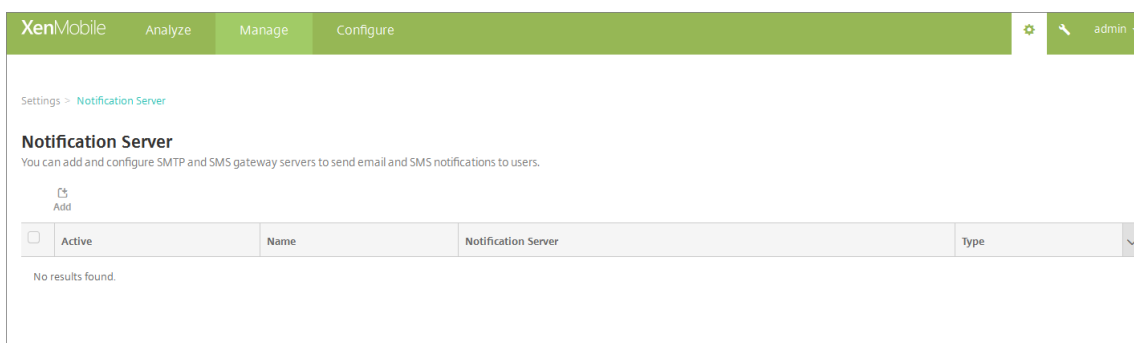 XenMobile Analyze Manage Configure admin
Settings > Notification Server
Notification Server
You can add and configure SMTP and SMS gateway servers to send email and SMS notifications to users.
Add
Active Name Notification Server Type
No results found.